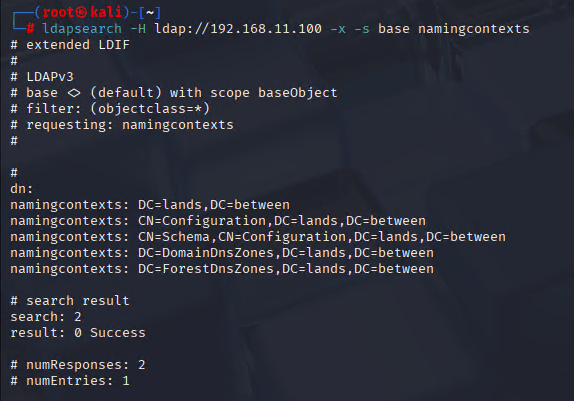 ┌──(root㉿kali)-[~]
└─# ldapsearch -H ldap://192.168.11.100 -x -s base namingcontexts
# extended LDIF
#
# LDAPv3
# base <> (default) with scope baseObject
# filter: (objectclass=*)
# requesting: namingcontexts
#

#
dn:
namingcontexts: DC=lands,DC=between
namingcontexts: CN=Configuration,DC=lands,DC=between
namingcontexts: CN=Schema,CN=Configuration,DC=lands,DC=between
namingcontexts: DC=DomainDnsZones,DC=lands,DC=between
namingcontexts: DC=ForestDnsZones,DC=lands,DC=between

# search result
search: 2
result: 0 Success

# numResponses: 2
# numEntries: 1